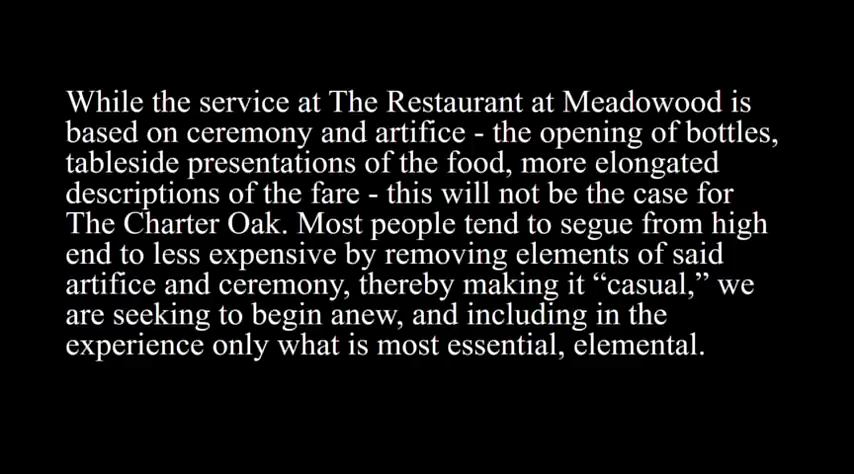 While the service at The Restaurant at Meadowood is
based on ceremony and artifice - the opening of bottles,
tableside presentations of the food, more elongated
descriptions of the fare - this will not be the case for
The Charter Oak. Most people tend to segue from high
end to less expensive by removing elements of said
artifice and ceremony, thereby making it “casual,” we
are seeking to begin anew, and including in the
experience only what is most essential, elemental.